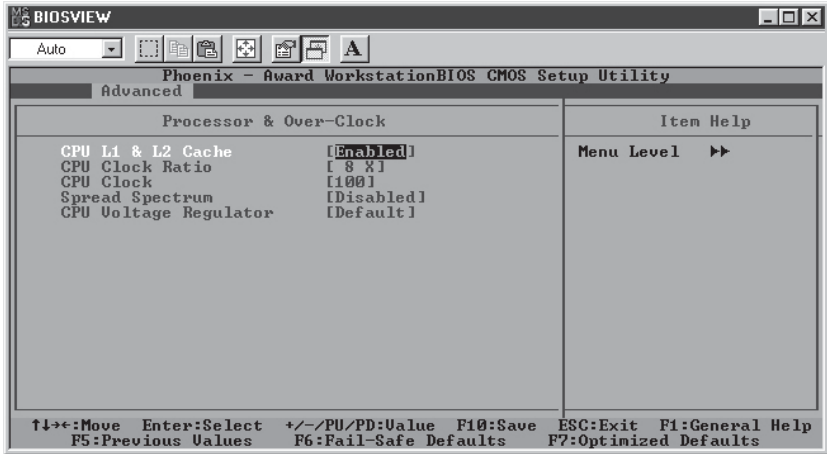 BIOSVIEW
Auto
A
Phoenix - Award WorkstationBIOS CMOS Setup Utility
Advanced
Processor & Over-Clock
Item Help
CPU L1 & L2 Cache [Enabled]
Menu Level ▶▶
CPU Clock Ratio [ 8 X]
CPU Clock [100]
Spread Spectrum [Disabled]
CPU Voltage Regulator [Default]
↑↓→←:Move Enter:Select +/-/PU/PD:Value F10:Save ESC:Exit F1:General Help
F5:Previous Values F6:Fail-Safe Defaults F7:Optimized Defaults